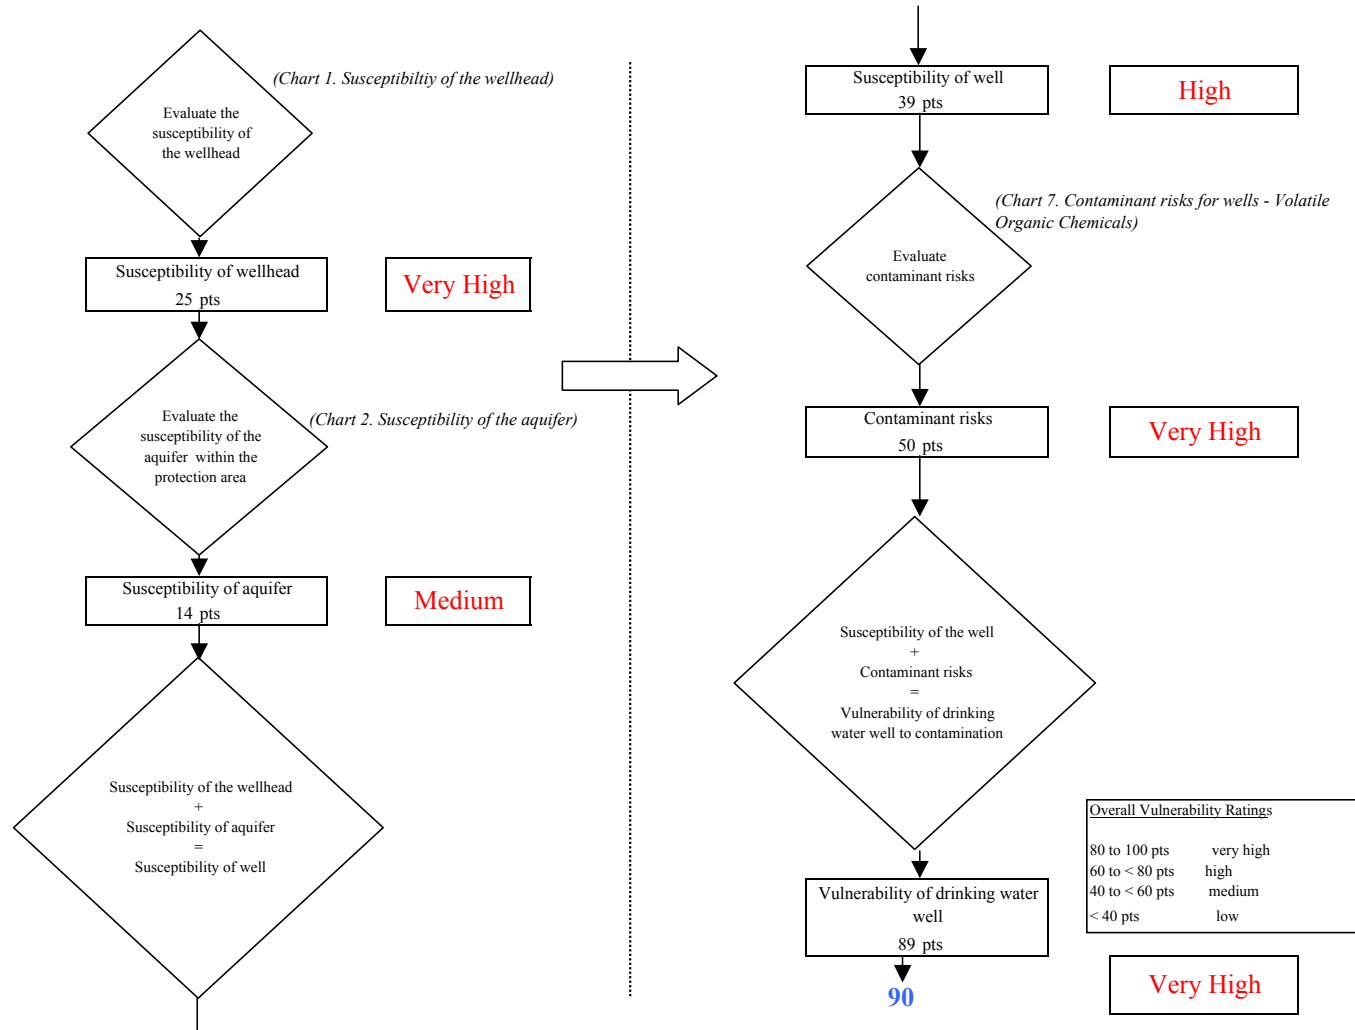 (Chart 1. Susceptibiltiy of the wellhead)
Evaluate the
susceptibility of
the wellhead
Susceptibility of wellhead
25 pts
Very High
(Chart 2. Susceptibility of the aquifer)
Evaluate the
susceptibility of the
aquifer within the
protection area
Susceptibility of aquifer
14 pts
Medium
Susceptibility of the wellhead
+
Susceptibility of aquifer
=
Susceptibility of well
Susceptibility of well
39 pts
High
(Chart 7. Contaminant risks for wells - Volatile
Organic Chemicals)
Evaluate
contaminant risks
Contaminant risks
50 pts
Very High
Susceptibility of the well
+
Contaminant risks
=
Vulnerability of drinking
water well to contamination
Overall Vulnerability Ratings
80 to 100 pts very high
60 to < 80 pts high
40 to < 60 pts medium
< 40 pts low
Vulnerability of drinking water
well
89 pts
90
Very High